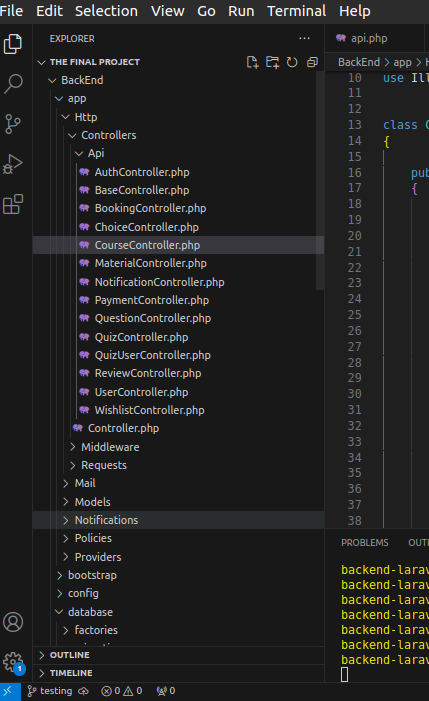 File Edit Selection View Go Run Terminal Help
EXPLORER
THE FINAL PROJECT
BackEnd
app
Http
Controllers
Api
AuthController.php
BaseController.php
BookingController.php
ChoiceController.php
CourseController.php
MaterialController.php
NotificationController.php
PaymentController.php
QuestionController.php
QuizController.php
QuizUserController.php
ReviewController.php
UserController.php
WishlistController.php
Controller.php
Middleware
Requests
Mail
Models
Notifications
Policies
Providers
bootstrap
config
database
factories
OUTLINE
TIMELINE
1
testing 0 0 0
api.php
BackEnd > app > H
10 use Ill
11
12
13 class C
14 {
15
16 pub
17 {
18
19
20
21
22
23
24
25
26
27
28
29
30
31
32
33
34
35
36
37
38
PROBLEMS OUT
backend-larav
backend-larav
backend-larav
backend-larav
backend-larav
backend-larav
backend-larav